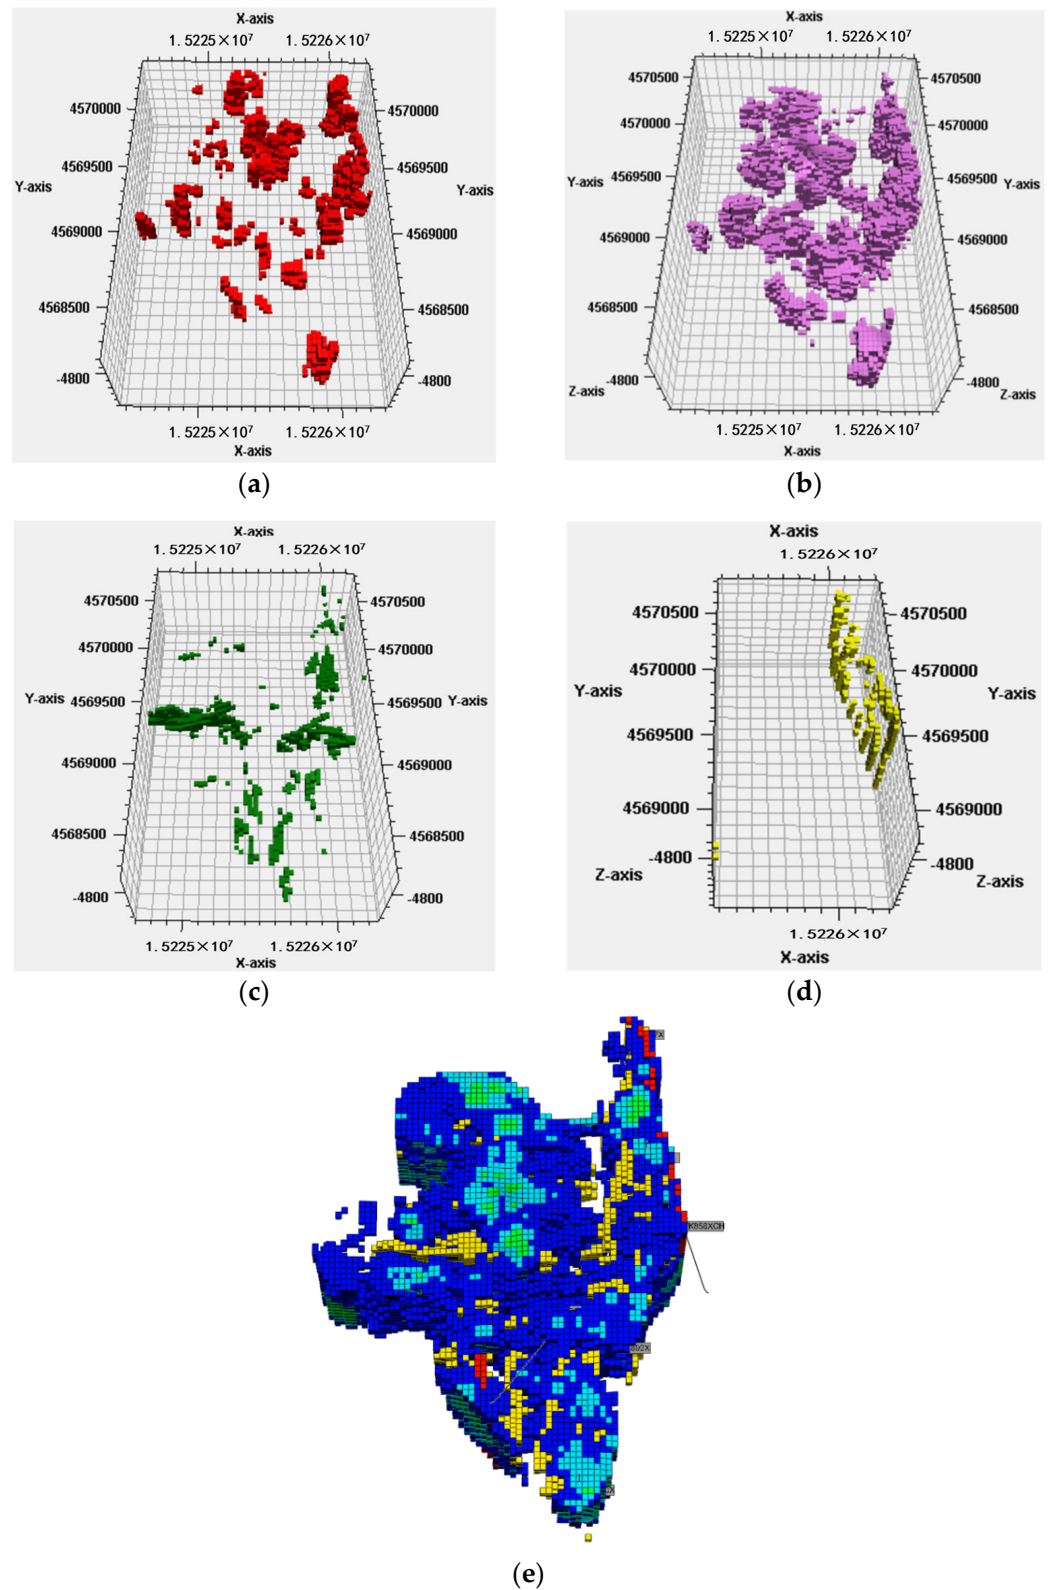 X-axis
1.5225×10⁷ 1.5226×10⁷
4570000 4570000
4569500 4569500
Y-axis Y-axis
4569000 4569000
4568500 4568500
-4800 -4800
1.5225×10⁷ 1.5226×10⁷
X-axis
(a)
X-axis
1.5225×10⁷ 1.5226×10⁷
4570500 4570500
4570000 4570000
Y-axis 4569500 4569500 Y-axis
4569000 4569000
4568500 4568500
-4800 -4800
Z-axis Z-axis
1.5225×10⁷ 1.5226×10⁷
X-axis
(b)
X-axis
1.5225×10⁷ 1.5226×10⁷
4570500 4570500
4570000 4570000
Y-axis 4569500 4569500 Y-axis
4569000 4569000
4568500 4568500
-4800 -4800
1.5225×10⁷ 1.5226×10⁷
X-axis
(c)
X-axis
1.5226×10⁷
4570500 4570500
4570000 4570000
Y-axis Y-axis
4569500 4569500
4569000 4569000
-4800 -4800
Z-axis Z-axis
1.5226×10⁷
X-axis
(d)
K858XCH
(e)